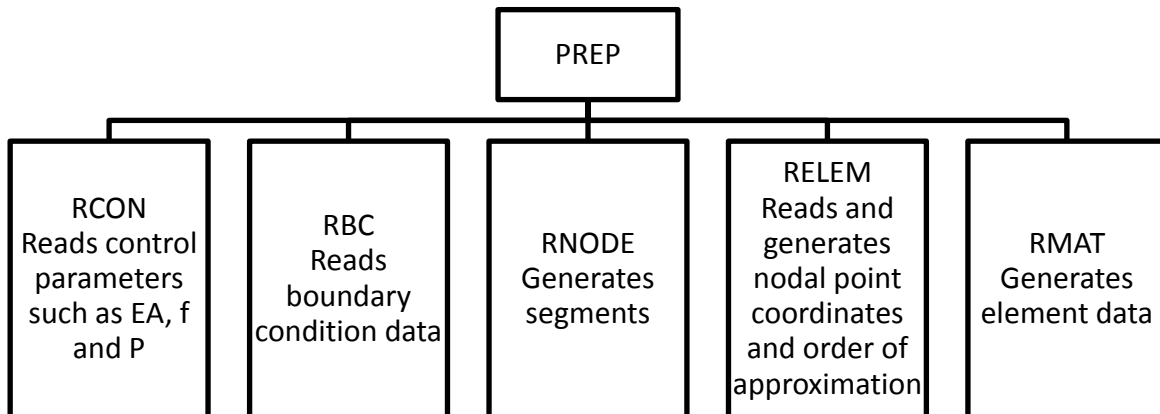 PREP
RCON
Reads control
parameters
such as EA, f
and P
RBC
Reads
boundary
condition data
RNODE
Generates
segments
RELEM
Reads and
generates
nodal point
coordinates
and order of
approximation
RMAT
Generates
element data